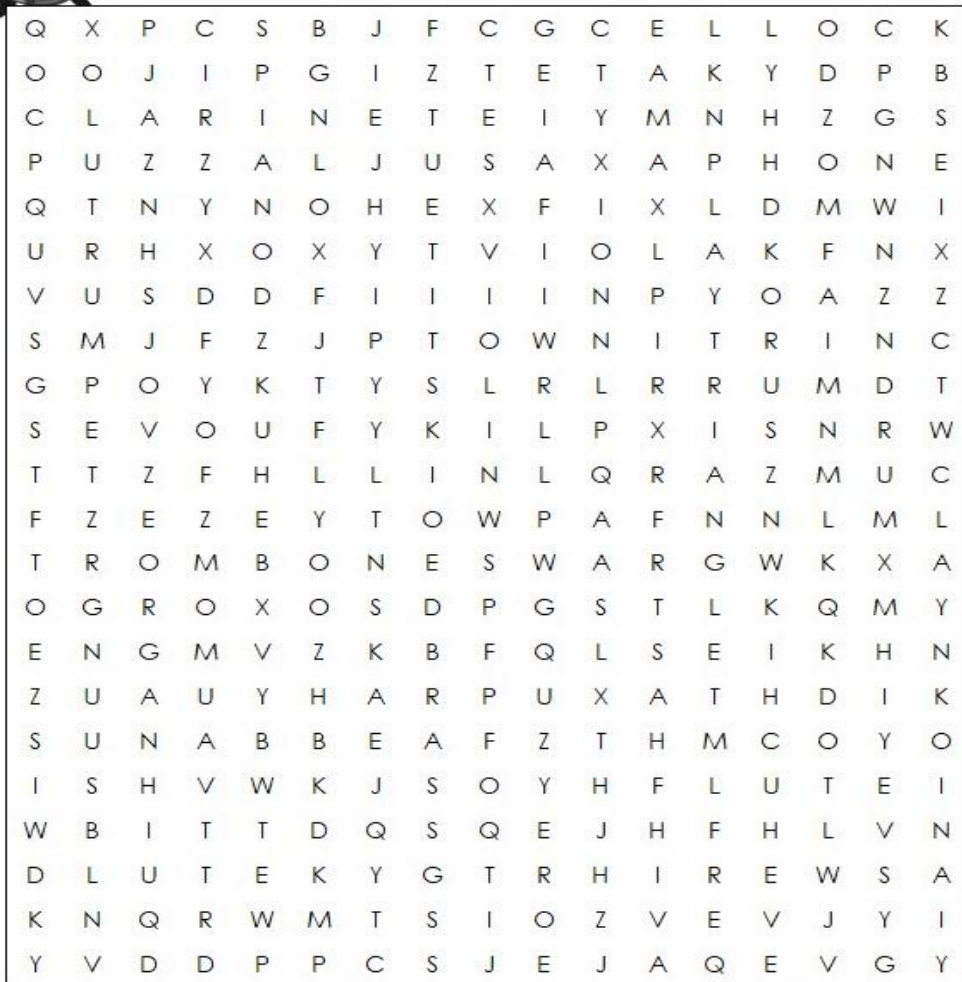 Q X P C S B J F C G C E L L O C K
O O J I P G I Z T E T A K Y D P B
C L A R I N E T E I Y M N H Z G S
P U Z Z A L J U S A X A P H O N E
Q T N Y N O H E X F I X L D M W I
U R H X O X Y T V I O L A K F N X
V U S D D F I I I I N P Y O A Z Z
S M J F Z J P T O W N I T R I N C
G P O Y K T Y S L R L R R U M D T
S E V O U F Y K I L P X I S N R W
T T Z F H L L I N L Q R A Z M U C
F Z E Z E Y T O W P A F N N L M L
T R O M B O N E S W A R G W K X A
O G R O X O S D P G S T L K Q M Y
E N G M V Z K B F Q L S E I K H N
Z U A U Y H A R P U X A T H D I K
S U N A B B E A F Z T H M C O Y O
I S H V W K J S O Y H F L U T E I
W B I T T D Q S Q E J H F H L V N
D L U T E K Y G T R H I R E W S A
K N Q R W M T S I O Z V E V J Y I
Y V D D P P C S J E J A Q E V G Y